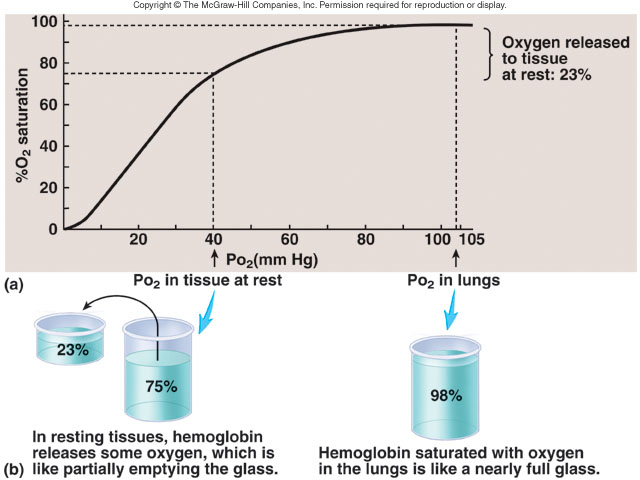 Copyright © The McGraw-Hill Companies, Inc. Permission required for reproduction or display.
100
80
60
40
20
0
%O2 saturation
Oxygen released
to tissue
at rest: 23%
20 40 60 80 100 105
Po2(mm Hg)
(a)
Po2 in tissue at rest
Po2 in lungs
23%
75%
98%
In resting tissues, hemoglobin
releases some oxygen, which is
(b) like partially emptying the glass.
Hemoglobin saturated with oxygen
in the lungs is like a nearly full glass.